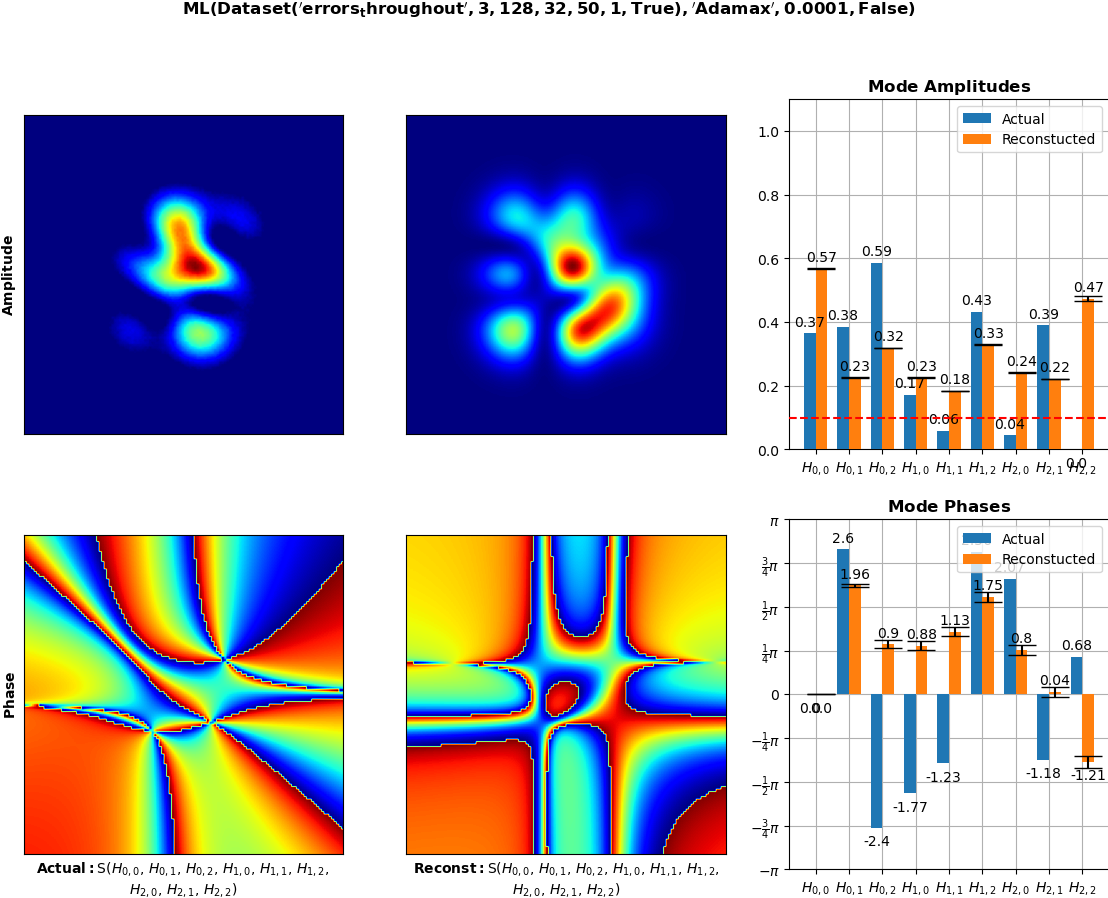 ML(Dataset('errors_throughout', 3, 128, 32, 50, 1, True), 'Adamax', 0.0001, False)
Amplitude
Mode Amplitudes
Actual
Reconstucted
1.0
0.8
0.6
0.4
0.2
0.0
0.37
0.57
0.38
0.23
0.59
0.32
0.17
0.23
0.06
0.18
0.43
0.33
0.04
0.24
0.39
0.22
0.0
0.47
H0,0 H0,1 H0,2 H1,0 H1,1 H1,2 H2,0 H2,1 H2,2
Phase
Actual: S(H0,0, H0,1, H0,2, H1,0, H1,1, H1,2,
H2,0, H2,1, H2,2)
Reconst: S(H0,0, H0,1, H0,2, H1,0, H1,1, H1,2,
H2,0, H2,1, H2,2)
Mode Phases
Actual
Reconstucted
π
3/4π
1/2π
1/4π
0
−1/4π
−1/2π
−3/4π
−π
0.0
0.0
2.6
1.96
-2.4
0.9
-1.77
0.88
-1.23
1.13
1.75
2.07
0.8
-1.18
0.04
0.68
-1.21
H0,0 H0,1 H0,2 H1,0 H1,1 H1,2 H2,0 H2,1 H2,2